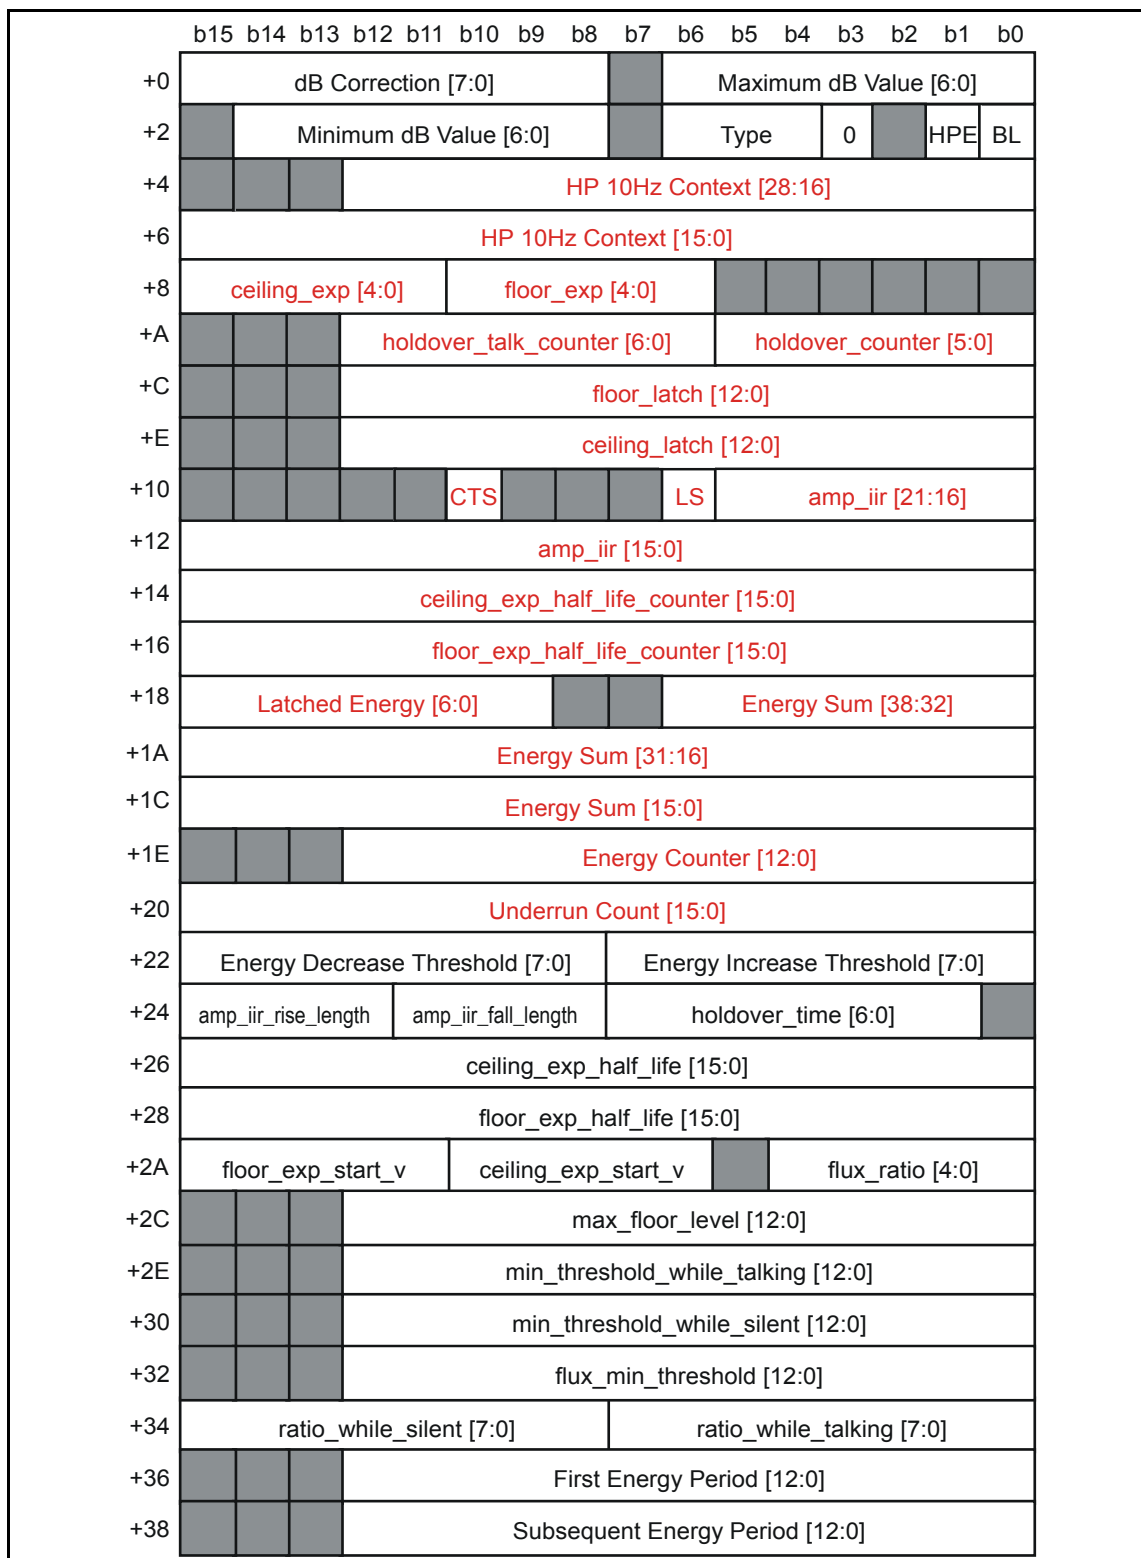 b15 b14 b13 b12 b11 b10 b9 b8 b7 b6 b5 b4 b3 b2 b1 b0
+0 dB Correction [7:0] Maximum dB Value [6:0]
+2 Minimum dB Value [6:0] Type 0 HPE BL
+4 HP 10Hz Context [28:16]
+6 HP 10Hz Context [15:0]
+8 ceiling_exp [4:0] floor_exp [4:0]
+A holdover_talk_counter [6:0] holdover_counter [5:0]
+C floor_latch [12:0]
+E ceiling_latch [12:0]
+10 CTS LS amp_iir [21:16]
+12 amp_iir [15:0]
+14 ceiling_exp_half_life_counter [15:0]
+16 floor_exp_half_life_counter [15:0]
+18 Latched Energy [6:0] Energy Sum [38:32]
+1A Energy Sum [31:16]
+1C Energy Sum [15:0]
+1E Energy Counter [12:0]
+20 Underrun Count [15:0]
+22 Energy Decrease Threshold [7:0] Energy Increase Threshold [7:0]
+24 amp_iir_rise_length amp_iir_fall_length holdover_time [6:0]
+26 ceiling_exp_half_life [15:0]
+28 floor_exp_half_life [15:0]
+2A floor_exp_start_v ceiling_exp_start_v flux_ratio [4:0]
+2C max_floor_level [12:0]
+2E min_threshold_while_talking [12:0]
+30 min_threshold_while_silent [12:0]
+32 flux_min_threshold [12:0]
+34 ratio_while_silent [7:0] ratio_while_talking [7:0]
+36 First Energy Period [12:0]
+38 Subsequent Energy Period [12:0]